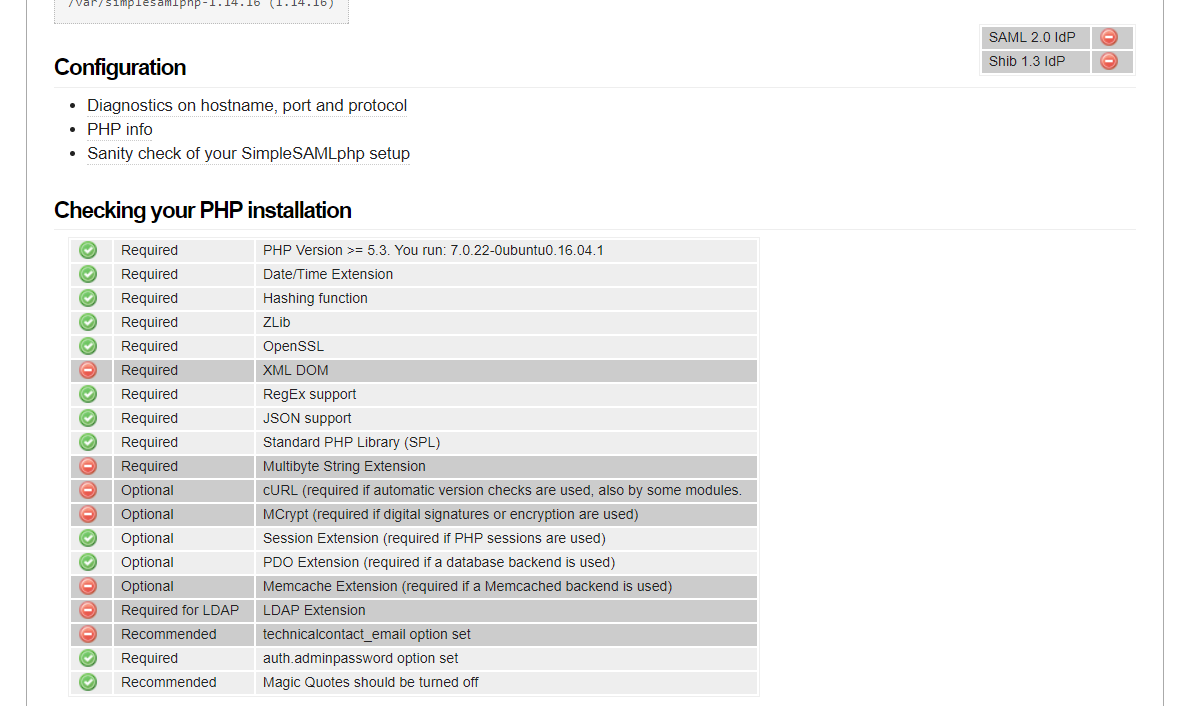 /var/simplesamlphp-1.14.16 (1.14.16)
SAML 2.0 IdP
Shib 1.3 IdP
Configuration
Diagnostics on hostname, port and protocol
PHP info
Sanity check of your SimpleSAMLphp setup
Checking your PHP installation
Required PHP Version >= 5.3. You run: 7.0.22-0ubuntu0.16.04.1
Required Date/Time Extension
Required Hashing function
Required ZLib
Required OpenSSL
Required XML DOM
Required RegEx support
Required JSON support
Required Standard PHP Library (SPL)
Required Multibyte String Extension
Optional cURL (required if automatic version checks are used, also by some modules.
Optional MCrypt (required if digital signatures or encryption are used)
Optional Session Extension (required if PHP sessions are used)
Optional PDO Extension (required if a database backend is used)
Optional Memcache Extension (required if a Memcached backend is used)
Required for LDAP LDAP Extension
Recommended technicalcontact_email option set
Required auth.adminpassword option set
Recommended Magic Quotes should be turned off